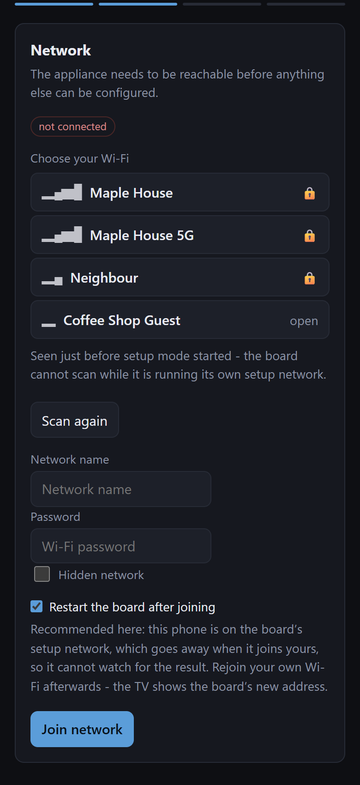 Network
The appliance needs to be reachable before anything
else can be configured.
not connected
Choose your Wi-Fi
Maple House
Maple House 5G
Neighbour
Coffee Shop Guest open
Seen just before setup mode started - the board
cannot scan while it is running its own setup network.
Scan again
Network name
Network name
Password
Wi-Fi password
Hidden network
Restart the board after joining
Recommended here: this phone is on the board's
setup network, which goes away when it joins yours,
so it cannot watch for the result. Rejoin your own Wi-
Fi afterwards - the TV shows the board's new address.
Join network